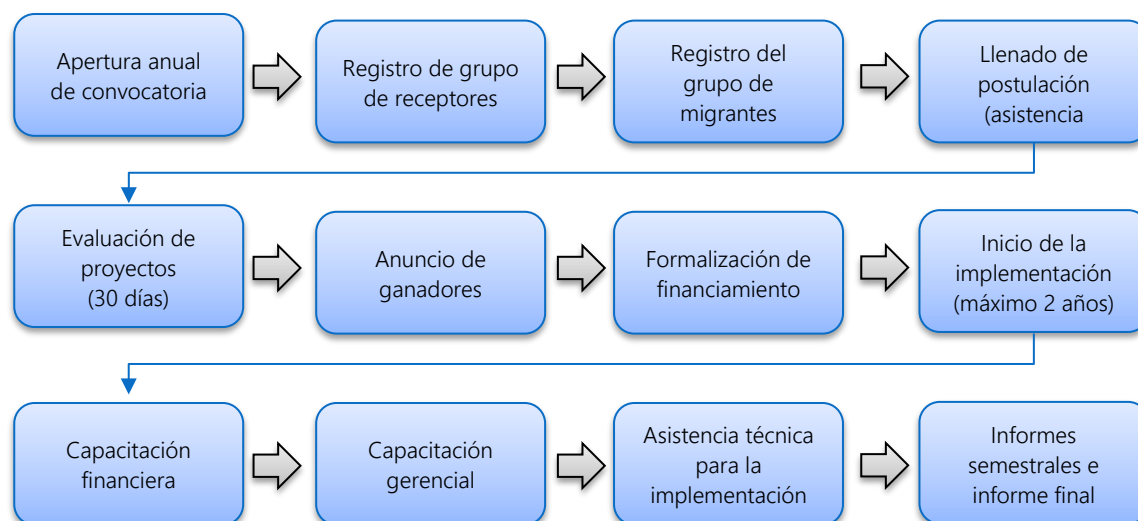 Apertura anual
de convocatoria
Registro de grupo
de receptores
Registro del
grupo de
migrantes
Llenado de
postulación
(asistencia
Evaluación de
proyectos
(30 días)
Anuncio de
ganadores
Formalización de
financiamiento
Inicio de la
implementación
(máximo 2 años)
Capacitación
financiera
Capacitación
gerencial
Asistencia técnica
para la
implementación
Informes
semestrales e
informe final